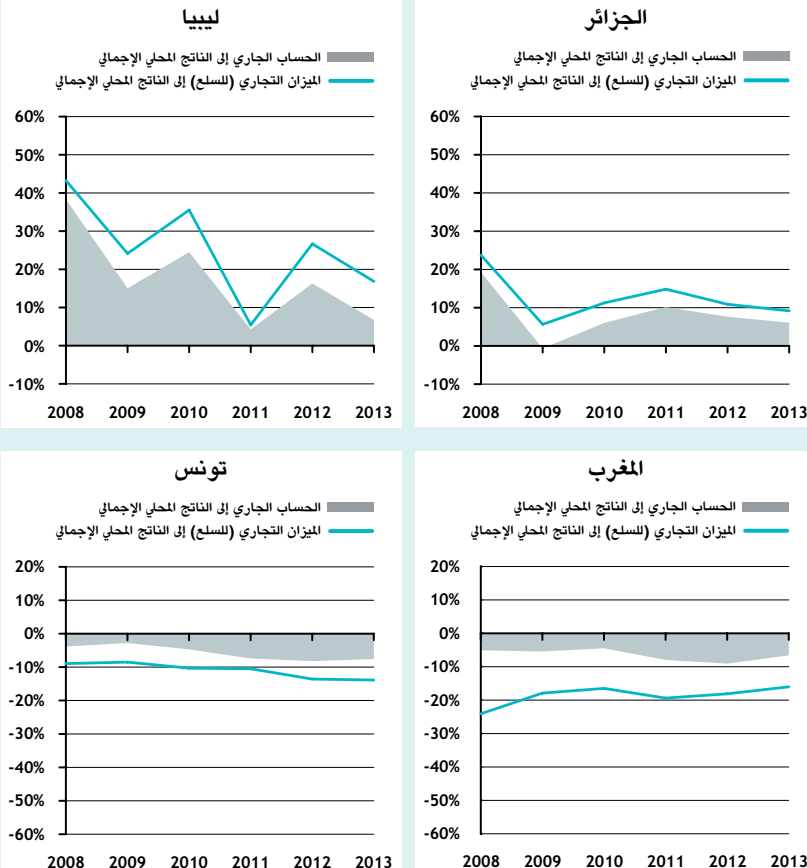 الجزائر
الحساب الجاري إلى الناتج المحلي الإجمالي
الميزان التجاري (للسلع) إلى الناتج المحلي الإجمالي
60%
50%
40%
30%
20%
10%
0%
-10%
2008 2009 2010 2011 2012 2013
ليبيا
الحساب الجاري إلى الناتج المحلي الإجمالي
الميزان التجاري (للسلع) إلى الناتج المحلي الإجمالي
60%
50%
40%
30%
20%
10%
0%
-10%
2008 2009 2010 2011 2012 2013
المغرب
الحساب الجاري إلى الناتج المحلي الإجمالي
الميزان التجاري (للسلع) إلى الناتج المحلي الإجمالي
20%
10%
0%
-10%
-20%
-30%
-40%
-50%
-60%
2008 2009 2010 2011 2012 2013
تونس
الحساب الجاري إلى الناتج المحلي الإجمالي
الميزان التجاري (للسلع) إلى الناتج المحلي الإجمالي
20%
10%
0%
-10%
-20%
-30%
-40%
-50%
-60%
2008 2009 2010 2011 2012 2013